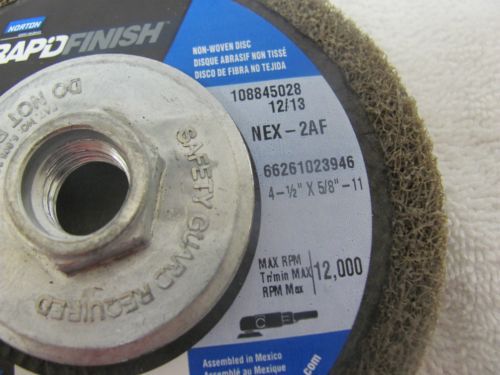 NORTON
RAPIDFINISH™
NON-WOVEN DISC
DISQUE ABRASIF NON TISSÉ
DISCO DE FIBRA NO TEJIDA
108845028
12/13
NEX-2AF
66261023946
4-½" X 5/8"-11
MAX RPM
Tr/min MAX
RPM Max
12,000
Assembled in Mexico
Assemblé au Mexique
.com
DO NOT
SAFETY GUARD REQUIRED